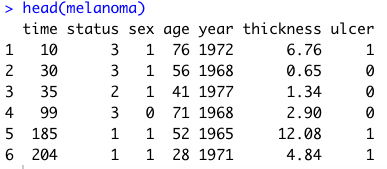 > head(melanoma)
time status sex age year thickness ulcer
1 10 3 1 76 1972 6.76 1
2 30 3 1 56 1968 0.65 0
3 35 2 1 41 1977 1.34 0
4 99 3 0 71 1968 2.90 0
5 185 1 1 52 1965 12.08 1
6 204 1 1 28 1971 4.84 1